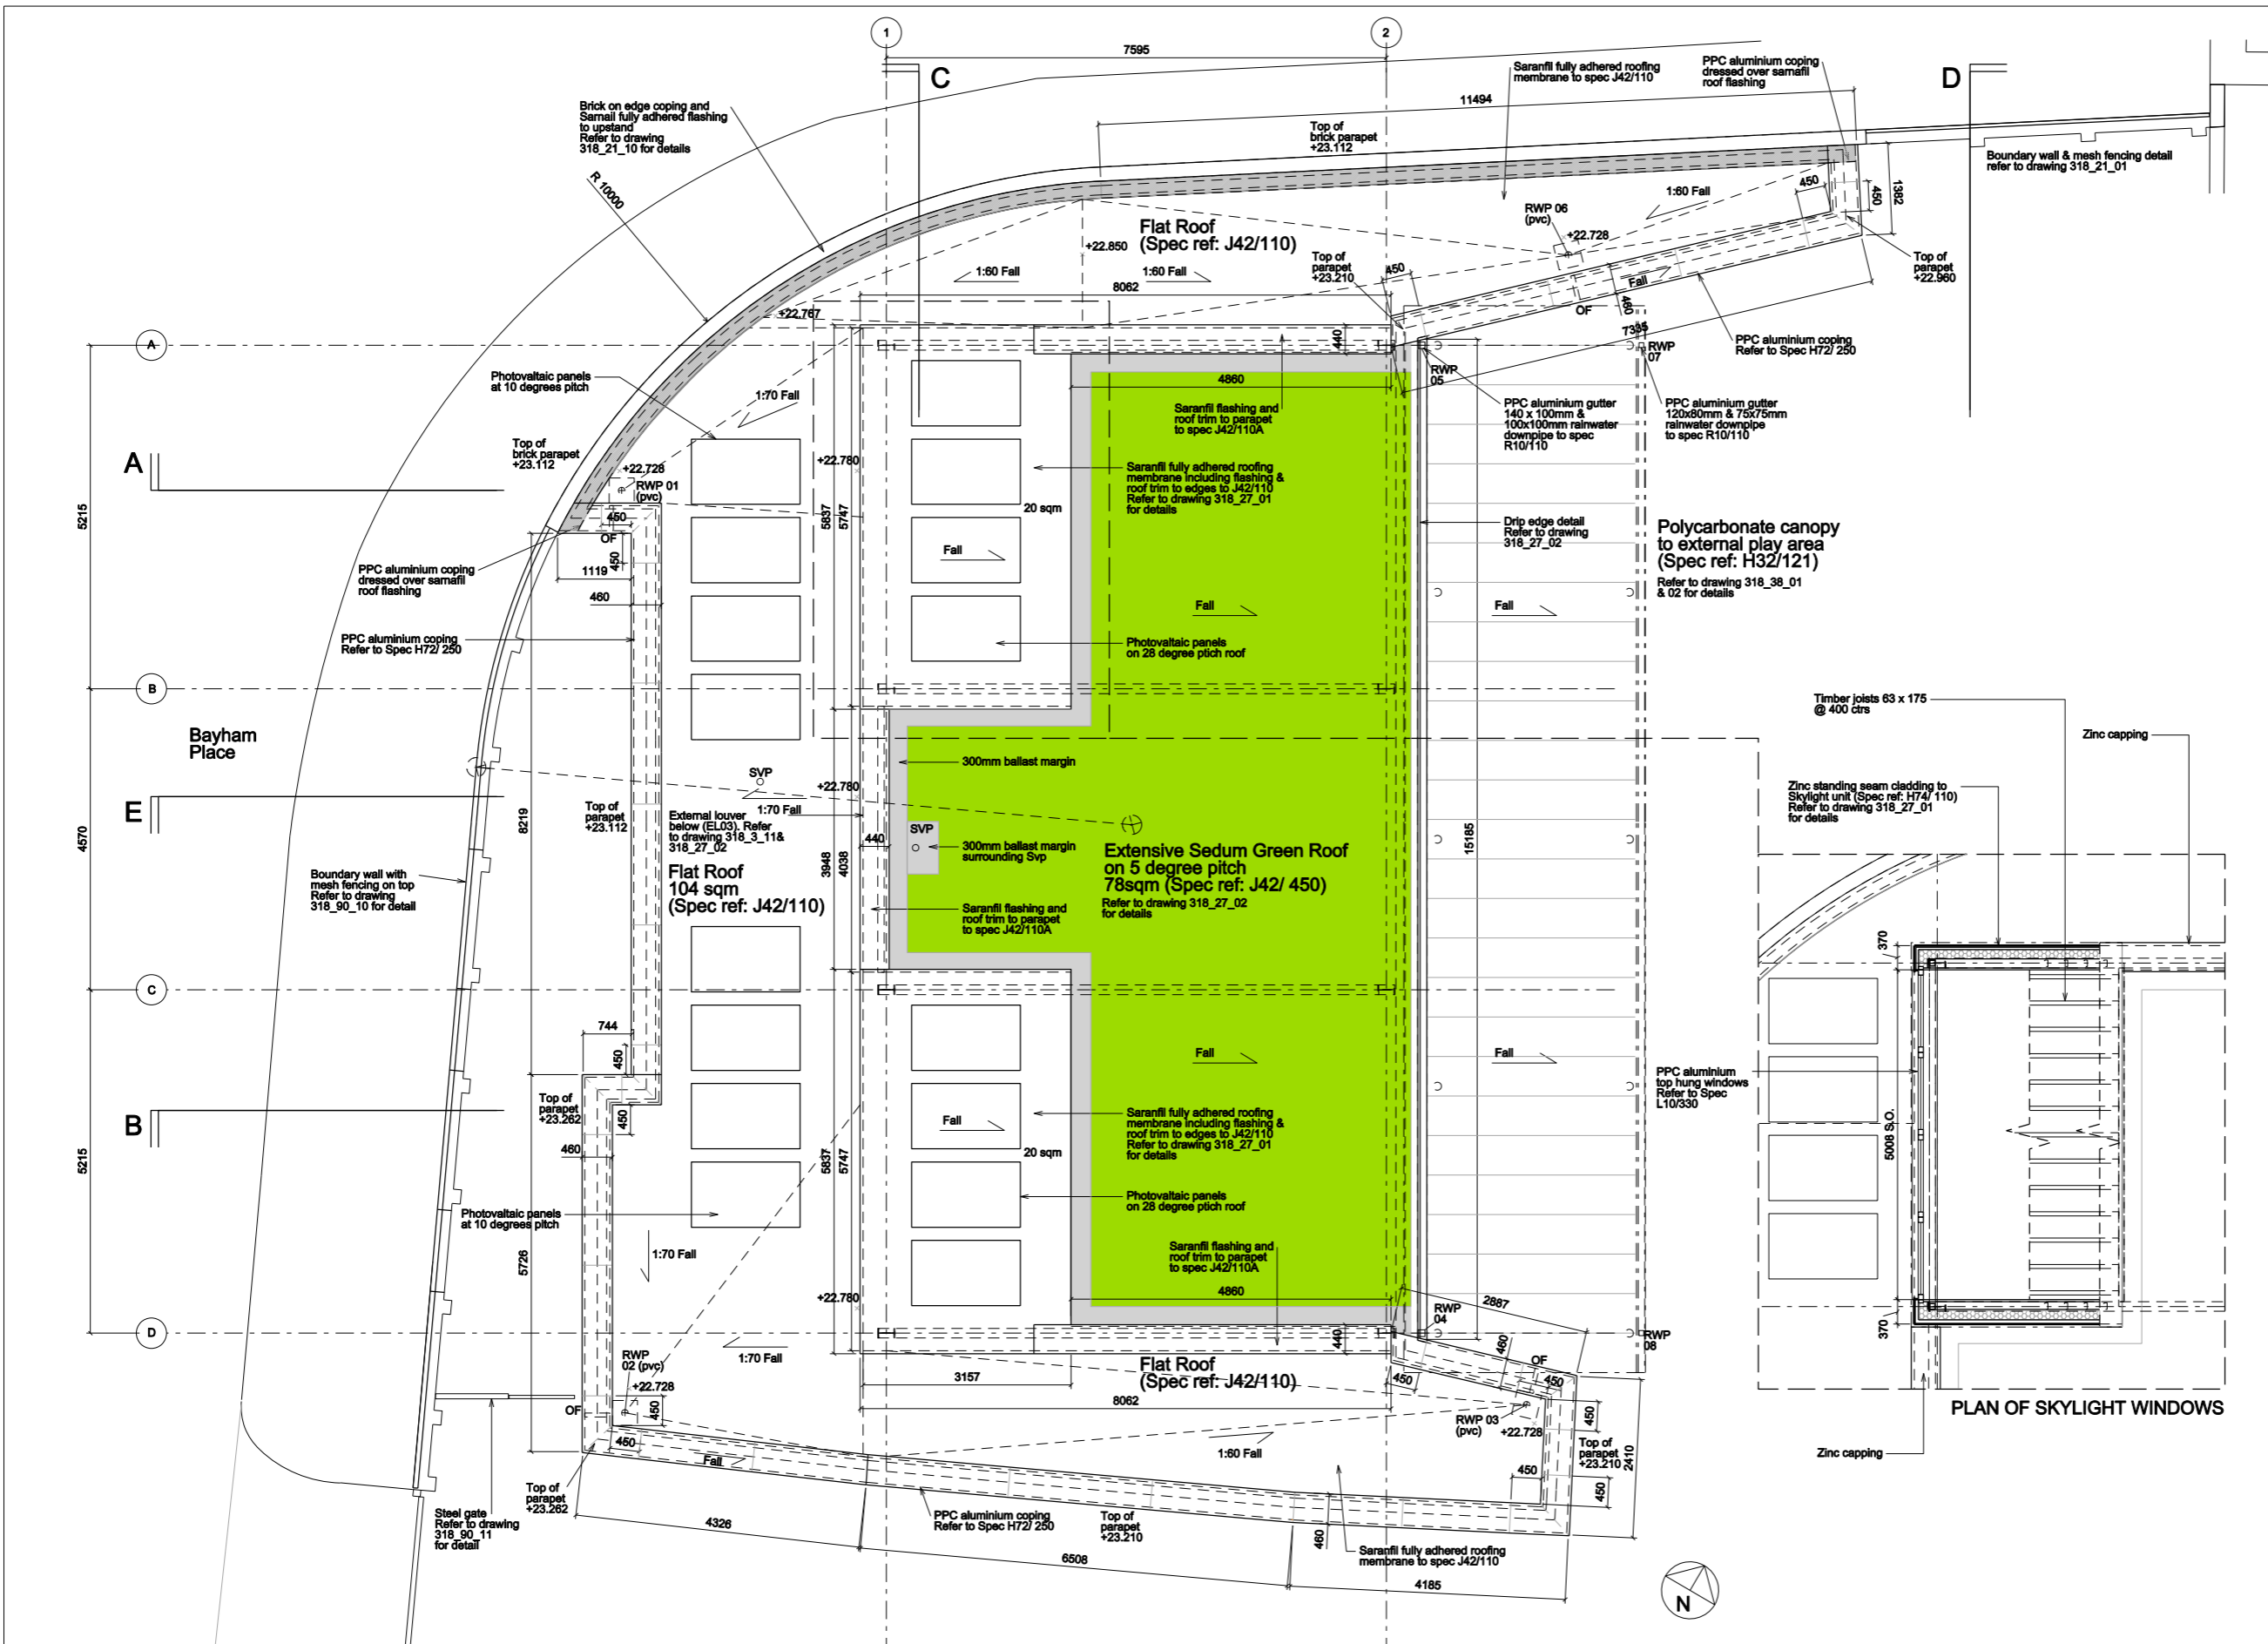 1
2
7595
C
D
Saranfil fully adhered roofing
membrane to spec J42/110
PPC aluminium coping
dressed over sarnafil
roof flashing
11494
Brick on edge coping and
Sarnail fully adhered flashing
to upstand
Refer to drawing
318_21_10 for details
Top of
brick parapet
+23.112
Boundary wall & mesh fencing detail
refer to drawing 318_21_01
R 10000
1:60 Fall
450
450
1382
RWP 06
(pvc)
+22.728
Flat Roof
(Spec ref: J42/110)
+22.850
Top of
parapet
+23.210
Top of
parapet
+22.960
1:60 Fall
1:60 Fall
450
Fall
460
OF
8062
+22.767
7335
A
440
RWP
07
PPC aluminium coping
Refer to Spec H72/ 250
Photovaltaic panels
at 10 degrees pitch
1:70 Fall
4860
RWP
05
Saranfil flashing and
roof trim to parapet
to spec J42/110A
PPC aluminium gutter
140 x 100mm &
100x100mm rainwater
downpipe to spec
R10/110
PPC aluminium gutter
120x80mm & 75x75mm
rainwater downpipe
to spec R10/110
Top of
brick parapet
+23.112
A
+22.728
RWP 01
(pvc)
+22.780
Saranfil fully adhered roofing
membrane including flashing &
roof trim to edges to J42/110
Refer to drawing 318_27_01
for details
20 sqm
5215
5837
5747
450
OF
450
Drip edge detail
Refer to drawing
318_27_02
Polycarbonate canopy
to external play area
(Spec ref: H32/121)
Refer to drawing 318_38_01
& 02 for details
Fall
PPC aluminium coping
dressed over sarnafil
roof flashing
1119
460
Fall
Fall
PPC aluminium coping
Refer to Spec H72/ 250
Photovaltaic panels
on 28 degree ptich roof
B
Timber joists 63 x 175
@ 400 ctrs
Bayham
Place
Zinc capping
300mm ballast margin
SVP
+22.780
1:70 Fall
Zinc standing seam cladding to
Skylight unit (Spec ref: H74/ 110)
Refer to drawing 318_27_01
for details
E
Top of
parapet
+23.112
External louver
below (EL03). Refer
to drawing 318_3_11&
318_27_02
8219
4570
440
SVP
300mm ballast margin
surrounding Svp
15185
3948
4038
Extensive Sedum Green Roof
on 5 degree pitch
78sqm (Spec ref: J42/ 450)
Refer to drawing 318_27_02
for details
Flat Roof
104 sqm
(Spec ref: J42/110)
Boundary wall with
mesh fencing on top
Refer to drawing
318_90_10 for detail
Saranfil flashing and
roof trim to parapet
to spec J42/110A
370
C
744
450
Fall
Fall
PPC aluminium
top hung windows
Refer to Spec
L10/330
Top of
parapet
+23.262
450
B
Fall
Saranfil fully adhered roofing
membrane including flashing &
roof trim to edges to J42/110
Refer to drawing 318_27_01
for details
20 sqm
5008 S.O.
5215
460
5837
5747
Photovaltaic panels
at 10 degrees pitch
Photovaltaic panels
on 28 degree ptich roof
5726
1:70 Fall
Saranfil flashing and
roof trim to parapet
to spec J42/110A
+22.780
4860
2887
RWP
04
370
D
440
RWP
08
1:70 Fall
460
RWP
02 (pvc)
+22.728
Flat Roof
(Spec ref: J42/110)
OF
450
450
3157
8062
OF
450
450
RWP 03
(pvc)
+22.728
450
PLAN OF SKYLIGHT WINDOWS
1:60 Fall
Fall
Top of
parapet
+23.210
2410
Zinc capping
450
450
Top of
parapet
+23.262
Steel gate
Refer to drawing
318_90_11
for detail
4326
PPC aluminium coping
Refer to Spec H72/ 250
Top of
parapet
+23.210
460
Saranfil fully adhered roofing
membrane to spec J42/110
6508
4185
N